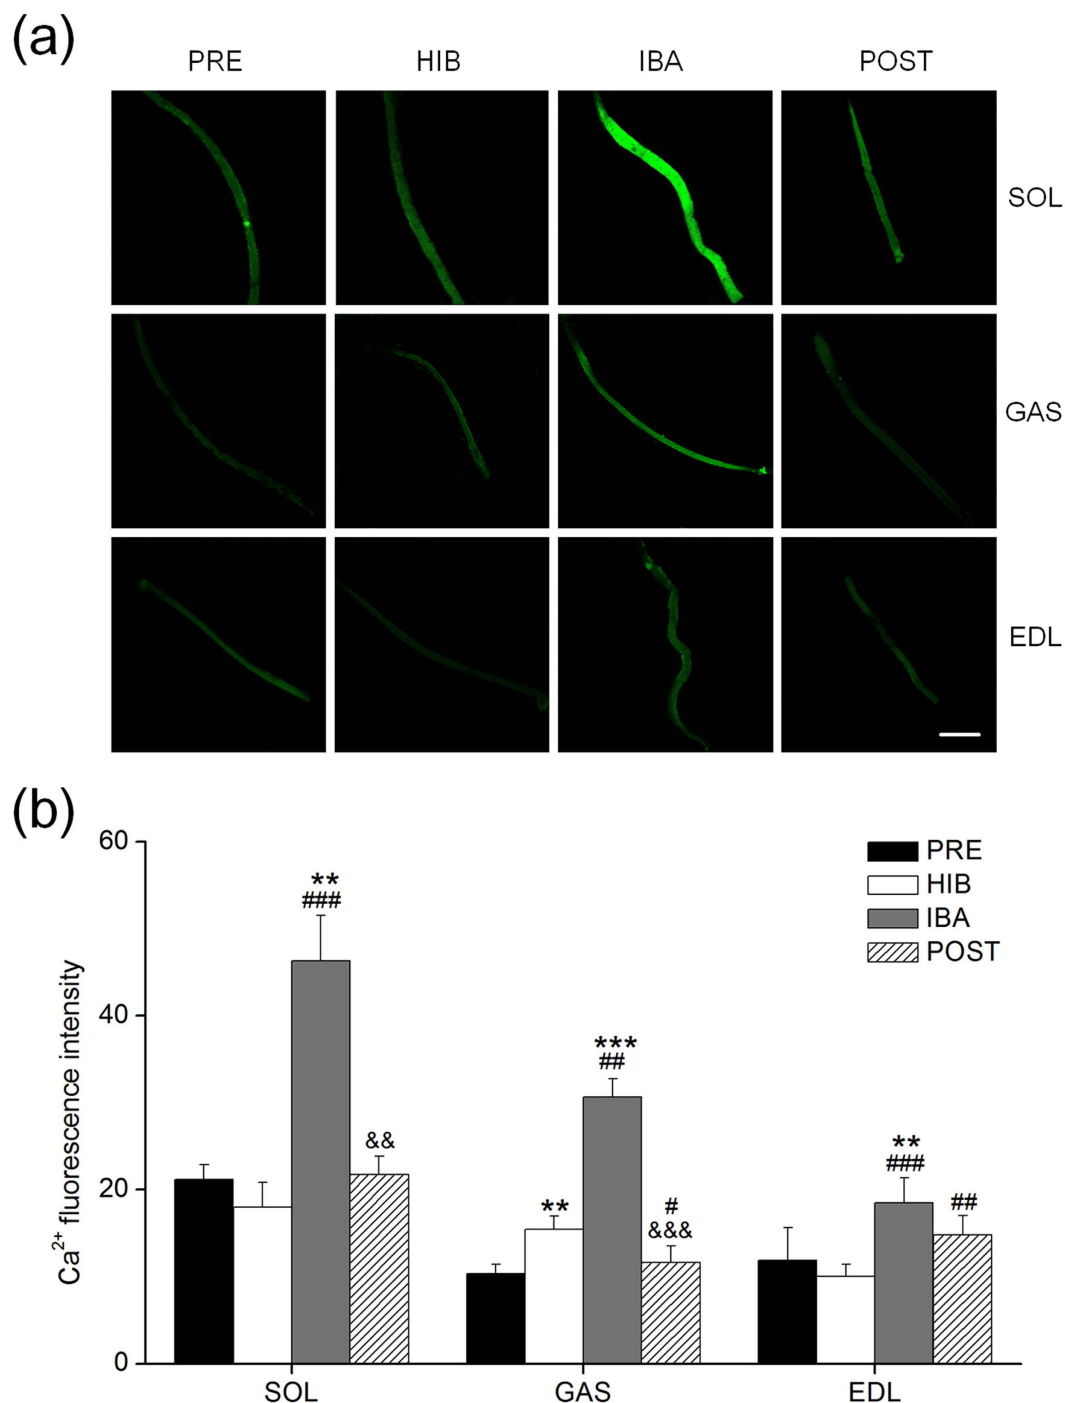 (a)
PRE HIB IBA POST
SOL
GAS
EDL
(b)
60
40
20
0
Ca²⁺ fluorescence intensity
PRE
HIB
IBA
POST
**
###
&&
**
***
##
#
&&&
**
###
##
SOL GAS EDL